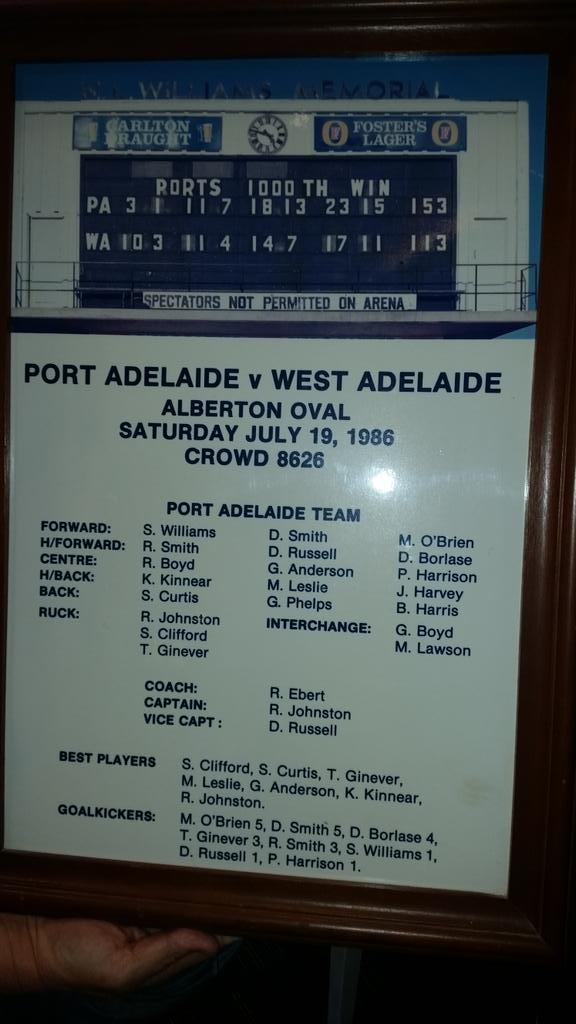 WILLIAMS MEMORIAL
CARLTON DRAUGHT
FOSTER'S LAGER
PORTS 1000 TH WIN
PA 3 1 11 7 18 13 23 15 153
WA 10 3 11 4 14 7 17 11 113
SPECTATORS NOT PERMITTED ON ARENA
PORT ADELAIDE v WEST ADELAIDE
ALBERTON OVAL
SATURDAY JULY 19, 1986
CROWD 8626
PORT ADELAIDE TEAM
FORWARD: S. Williams D. Smith M. O'Brien
H/FORWARD: R. Smith D. Russell D. Borlase
CENTRE: R. Boyd G. Anderson P. Harrison
H/BACK: K. Kinnear M. Leslie J. Harvey
BACK: S. Curtis G. Phelps B. Harris
RUCK: R. Johnston INTERCHANGE: G. Boyd
S. Clifford M. Lawson
T. Ginever
COACH: R. Ebert
CAPTAIN: R. Johnston
VICE CAPT : D. Russell
BEST PLAYERS S. Clifford, S. Curtis, T. Ginever,
M. Leslie, G. Anderson, K. Kinnear,
R. Johnston.
GOALKICKERS: M. O'Brien 5, D. Smith 5, D. Borlase 4,
T. Ginever 3, R. Smith 3, S. Williams 1,
D. Russell 1, P. Harrison 1.